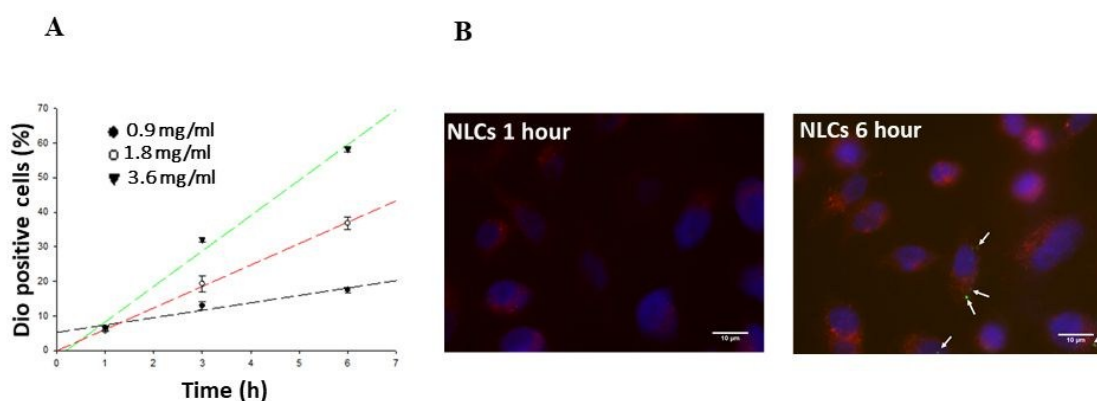 A
B
Dio positive cells (%)
70
60
50
40
30
20
10
0
0.9 mg/ml
1.8 mg/ml
3.6 mg/ml
0 1 2 3 4 5 6 7
Time (h)
NLCs 1 hour
10 µm
NLCs 6 hour
10 µm